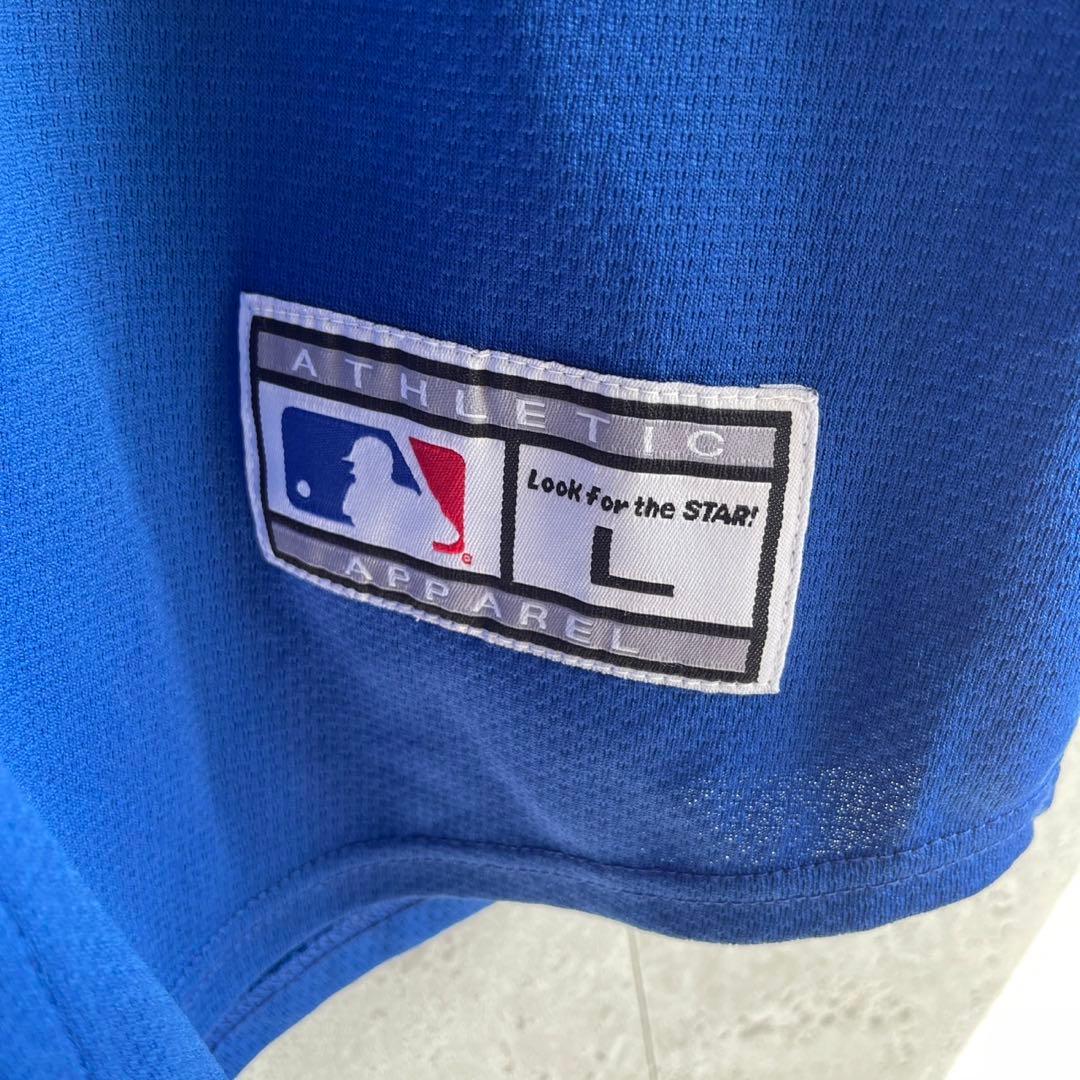 ATHLETIC
Look for the STAR!
L
APPAREL